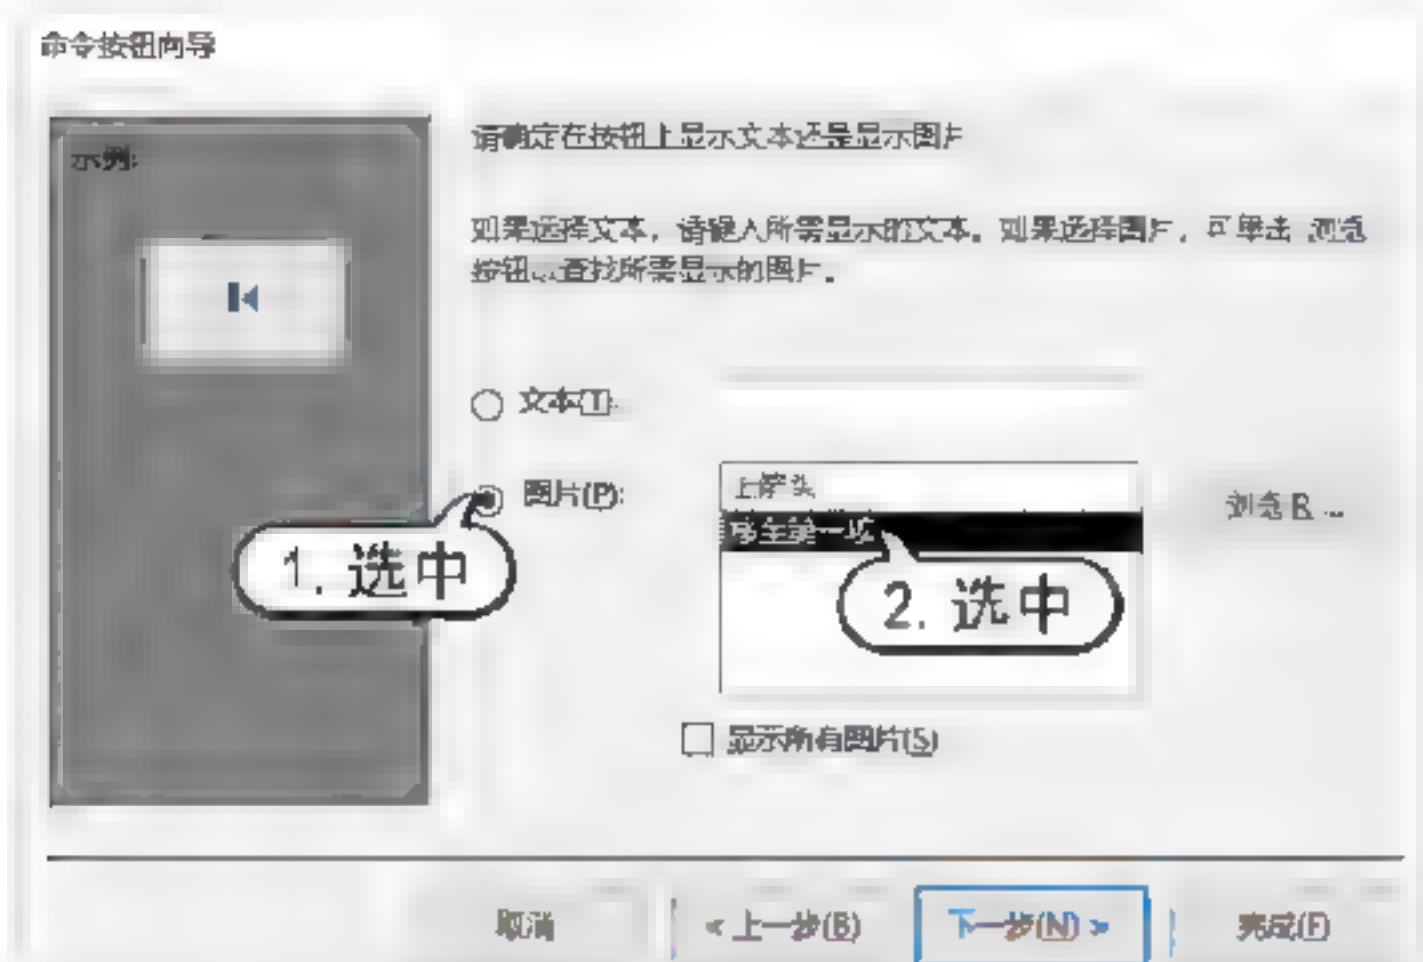 命令按钮向导
示例:
请确定在按钮上显示文本还是显示图片
如果选择文本，请键入所需显示的文本。如果选择图片，可单击 浏览
按钮以查找所需显示的图片。
文本(T):
图片(P):
上箭头
移至第一项
浏览(R)...
1. 选中
2. 选中
显示所有图片(S)
取消
< 上一步(B)
下一步(N) >
完成(F)